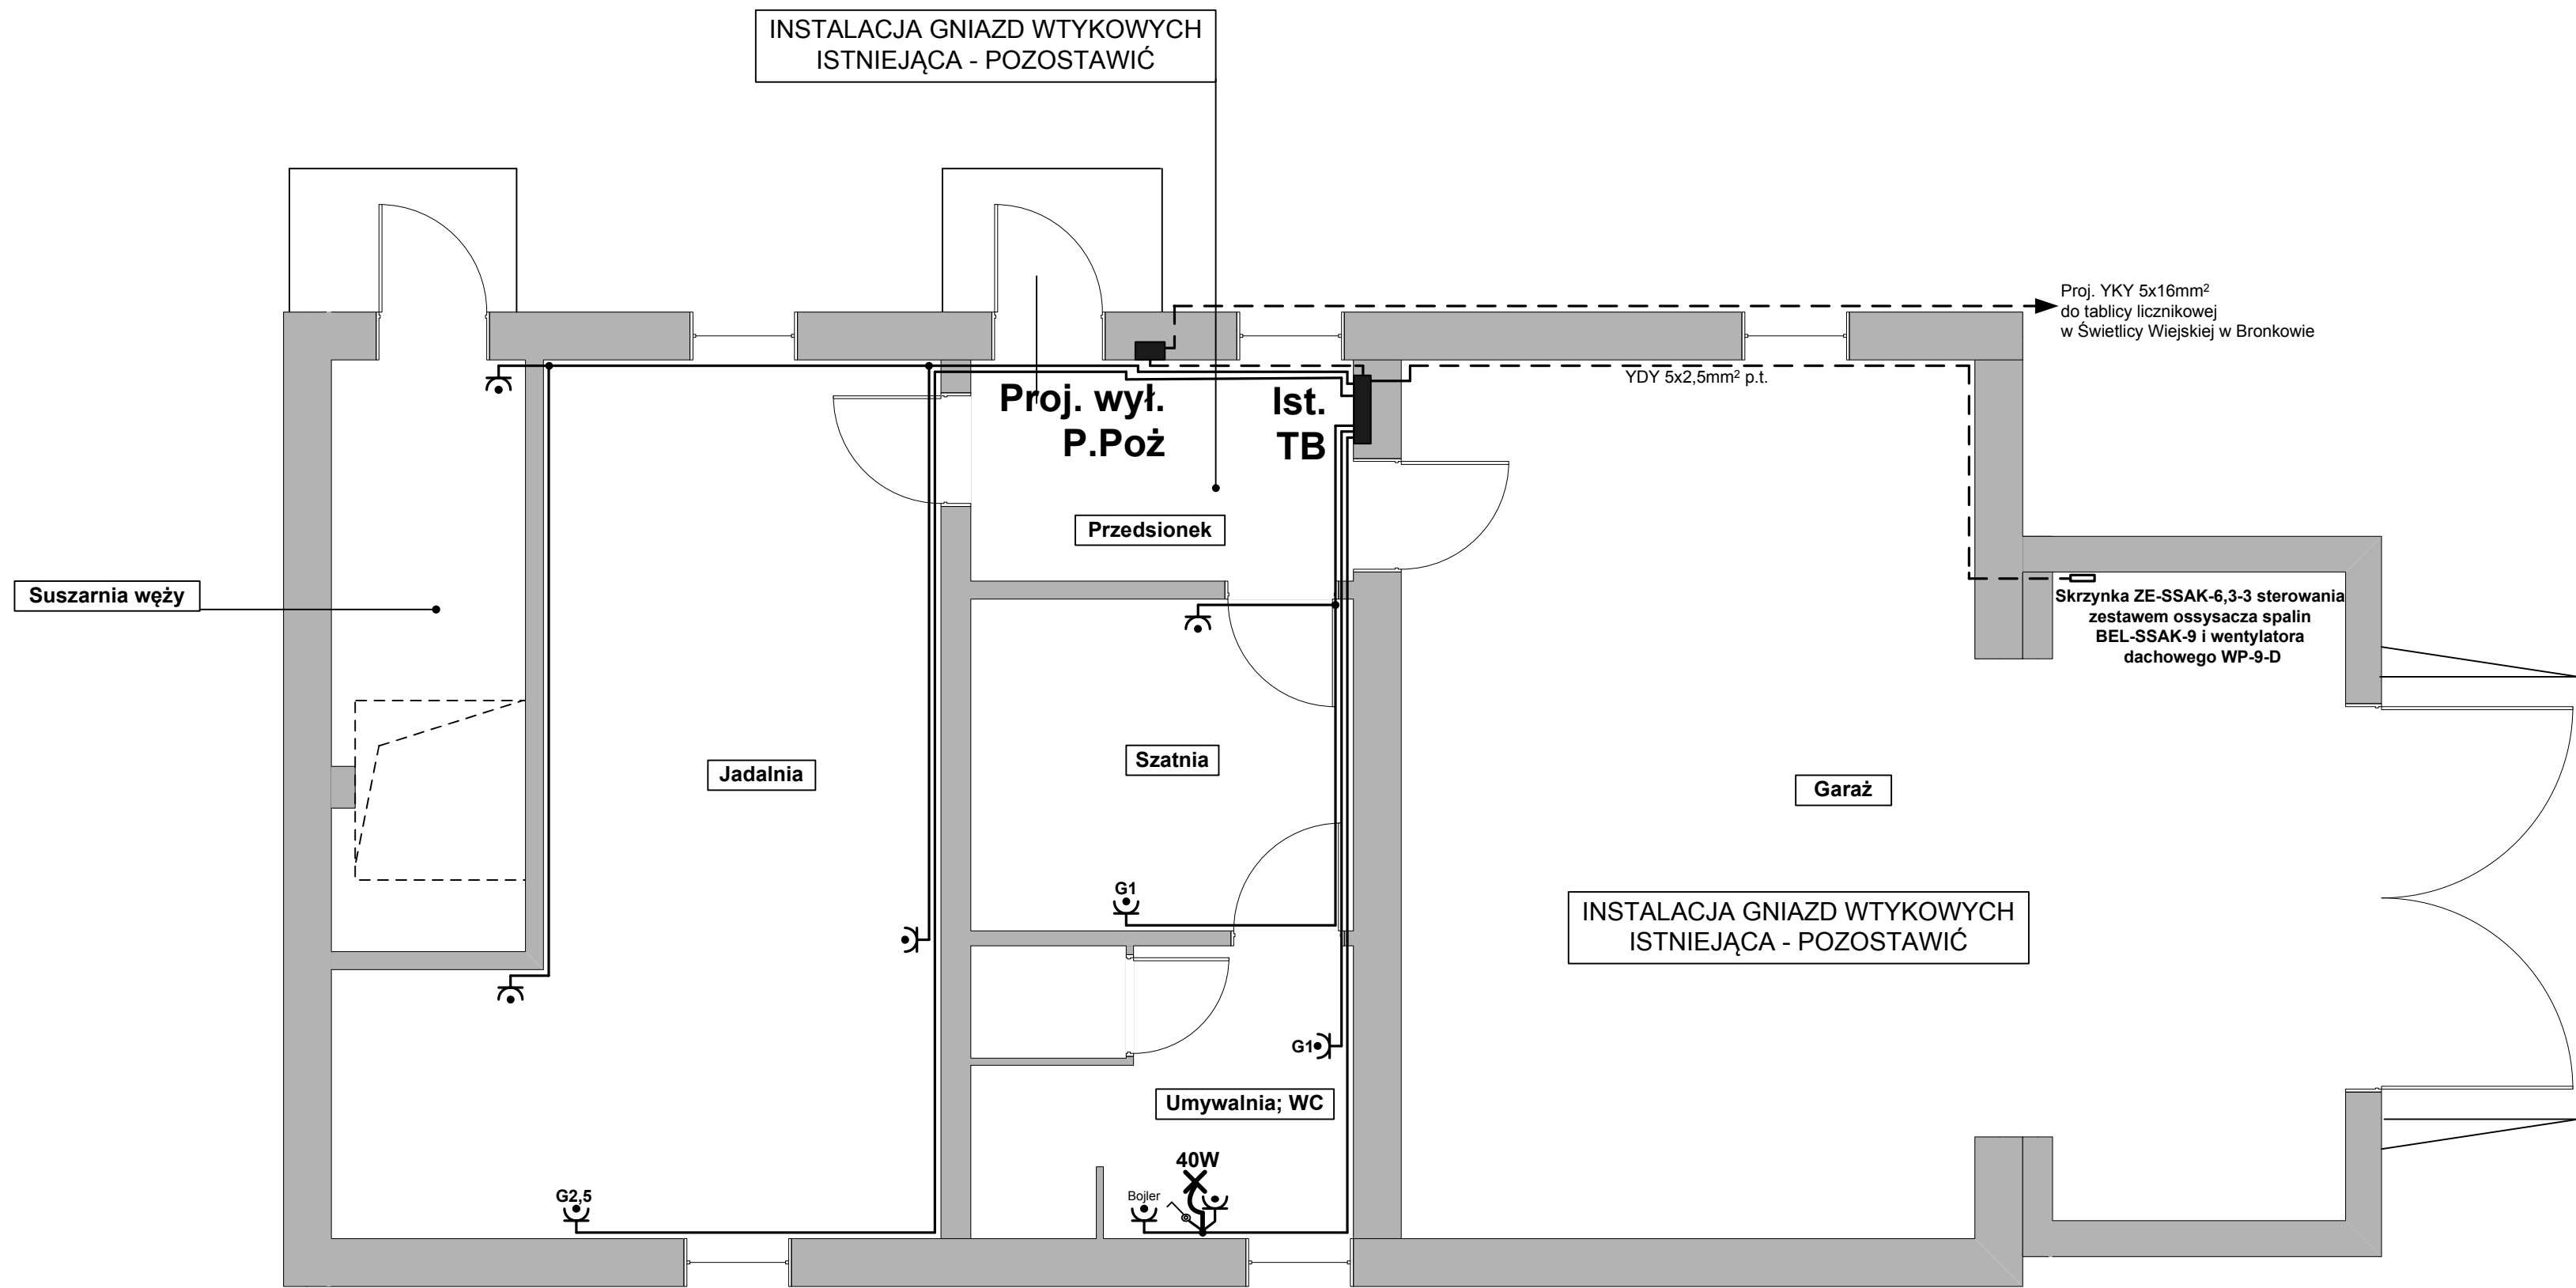 INSTALACJA GNIAZD WTYKOWYCH
ISTNIEJĄCA - POZOSTAWIĆ
Proj. YKY 5x16mm²
do tablicy licznikowej
w Świetlicy Wiejskiej w Bronkowie
YDY 5x2,5mm² p.t.
Proj. wył.
P.Poż
Ist.
TB
Przedsionek
Suszarnia węży
Skrzynka ZE-SSAK-6,3-3 sterowania
zestawem ossysacza spalin
BEL-SSAK-9 i wentylatora
dachowego WP-9-D
Jadalnia
Szatnia
Garaż
G1
INSTALACJA GNIAZD WTYKOWYCH
ISTNIEJĄCA - POZOSTAWIĆ
G1
Umywalnia; WC
40W
G2,5
Bojler